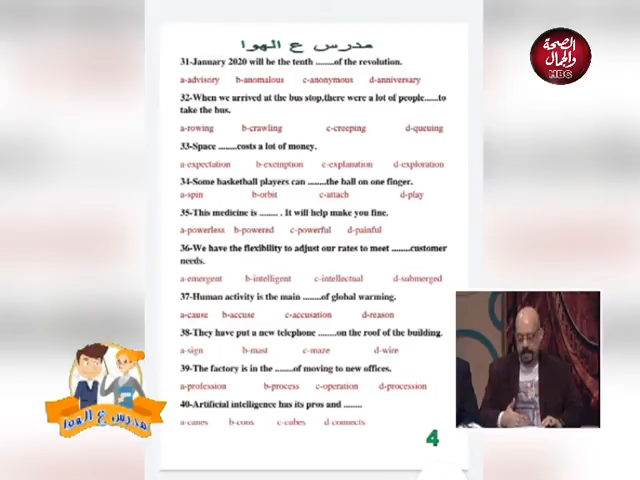 مدرس ع الهوا
الصحة
والجمال
HBC
31-January 2020 will be the tenth ........of the revolution.
a-advisory b-anomalous c-anonymous d-anniversary
32-When we arrived at the bus stop,there were a lot of people......to
take the bus.
a-rowing b-crawling c-creeping d-queuing
33-Space ........costs a lot of money.
a-expectation b-exemption c-explanation d-exploration
34-Some basketball players can ........the ball on one finger.
a-spin b-orbit c-attach d-play
35-This medicine is ........ . It will help make you fine.
a-powerless b-powered c-powerful d-painful
36-We have the flexibility to adjust our rates to meet ........customer
needs.
a-emergent b-intelligent c-intellectual d-submerged
37-Human activity is the main ........of global warming.
a-cause b-accuse c-accusation d-reason
38-They have put a new telephone ........on the roof of the building.
a-sign b-mast c-maze d-wire
39-The factory is in the ........of moving to new offices.
a-profession b-process c-operation d-procession
40-Artificial intelligence has its pros and ........
a-canes b-cons c-cubes d-connects
مدرس ع الهوا
4